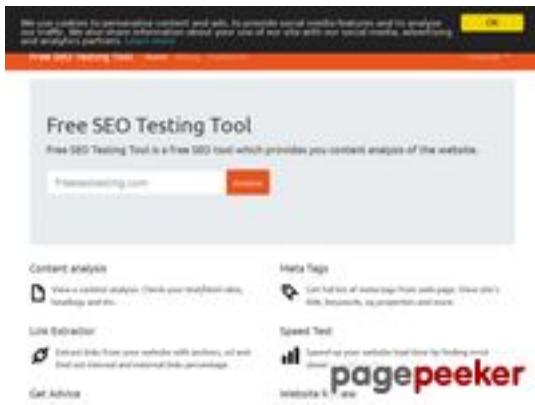 We use cookies to personalise content and ads, to provide social media features and to analyse
our traffic. We also share information about your use of our site with our social media, advertising
and analytics partners. Learn more
OK
Free SEO Testing Tool Home
Free SEO Testing Tool
Free SEO Testing Tool is a free SEO tool which provides you content analysis of the website.
freeseotesting.com
Content analysis
View a content analysis. Check your text/html ratio,
headings and etc.
Meta Tags
Get full list of meta tags from web page. View site's
title, keywords, og properties and more.
Link Extractor
Extract links from your website with anchors, url and
find out internal and external links percentage.
Speed Test
Speed up your website load time by finding most
Get Advice
Website
pagepeeker